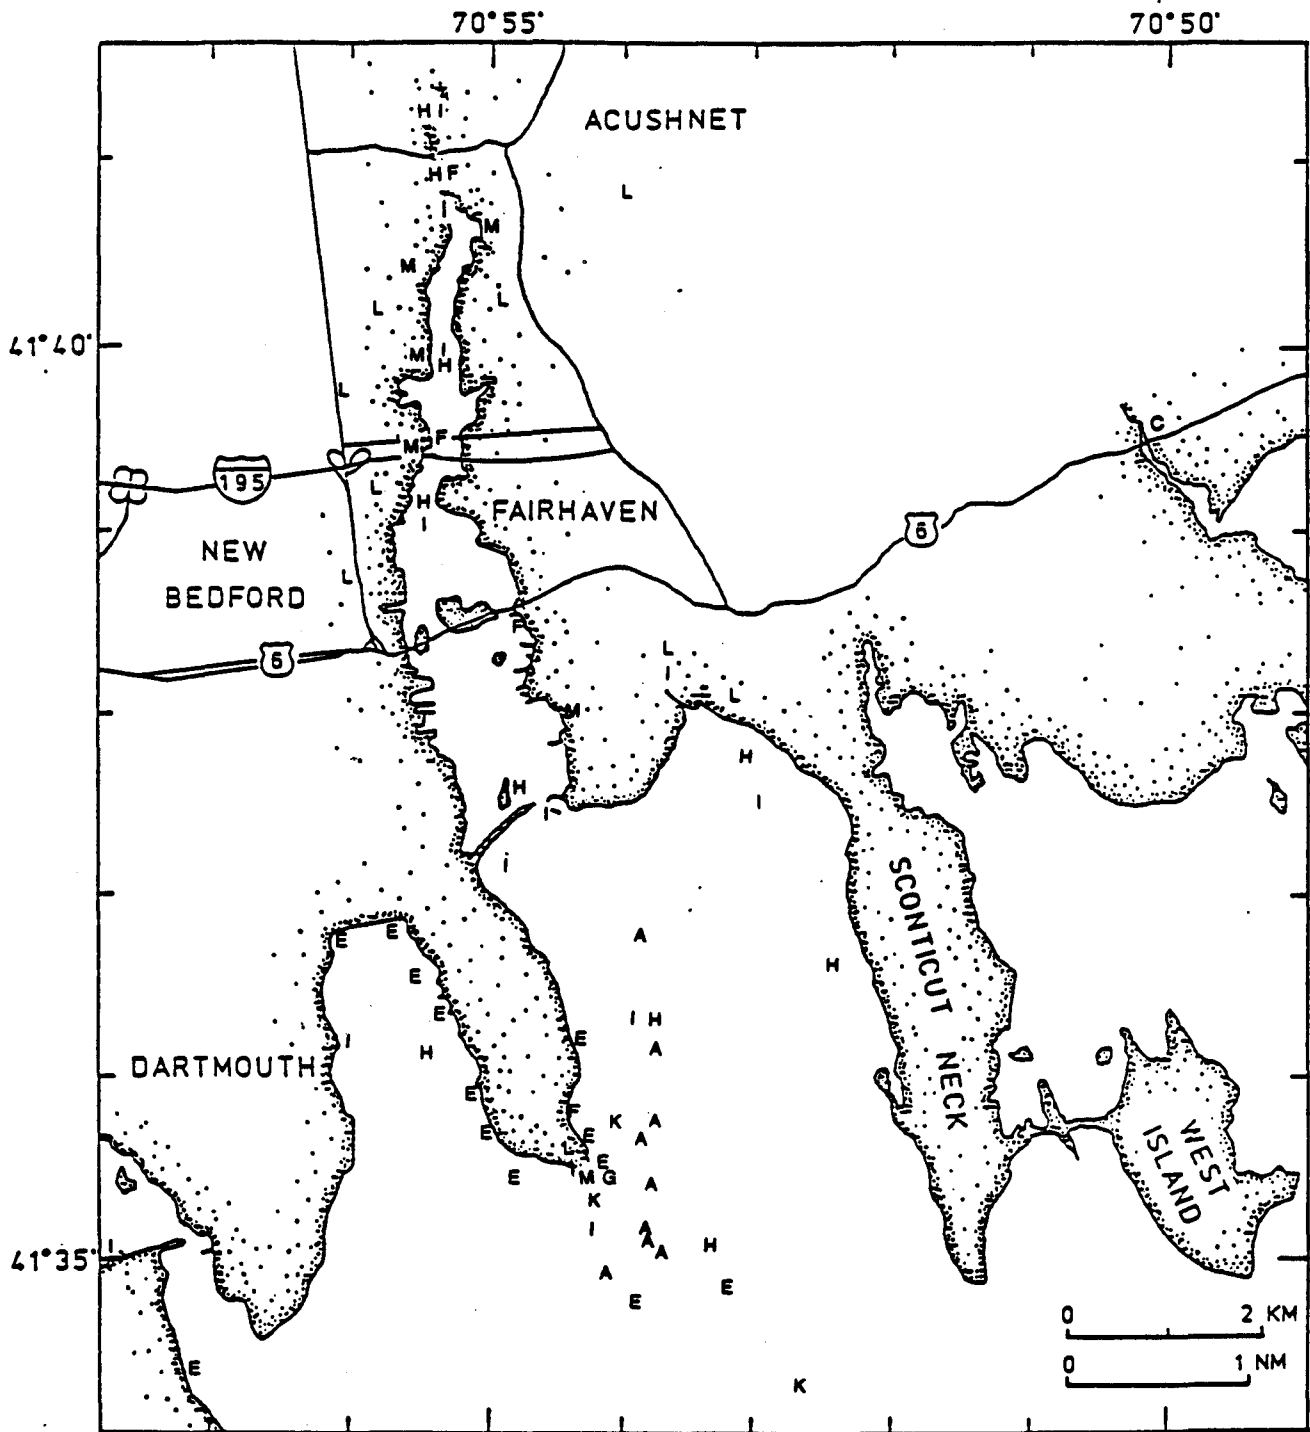 70°55'
70°50'
H I
ACUSHNET
H F
L
I
M
M
L
L
41°40'
M
I
H
L
F
M
C
195
L
H
I
FAIRHAVEN
6
NEW
BEDFORD
L
F
6
L
I
I
L
M
H
H
I
I
I
SCONTICUT
NECK
E
E
A
E
H
E
I
H
I
E
A
DARTMOUTH
H
E
E
K
A
E
E
A
WEST
ISLAND
E
E
M G
A
K
I
A
A
A
H
I
41°35'
A
E
E
0 2 KM
0 1 NM
E
K